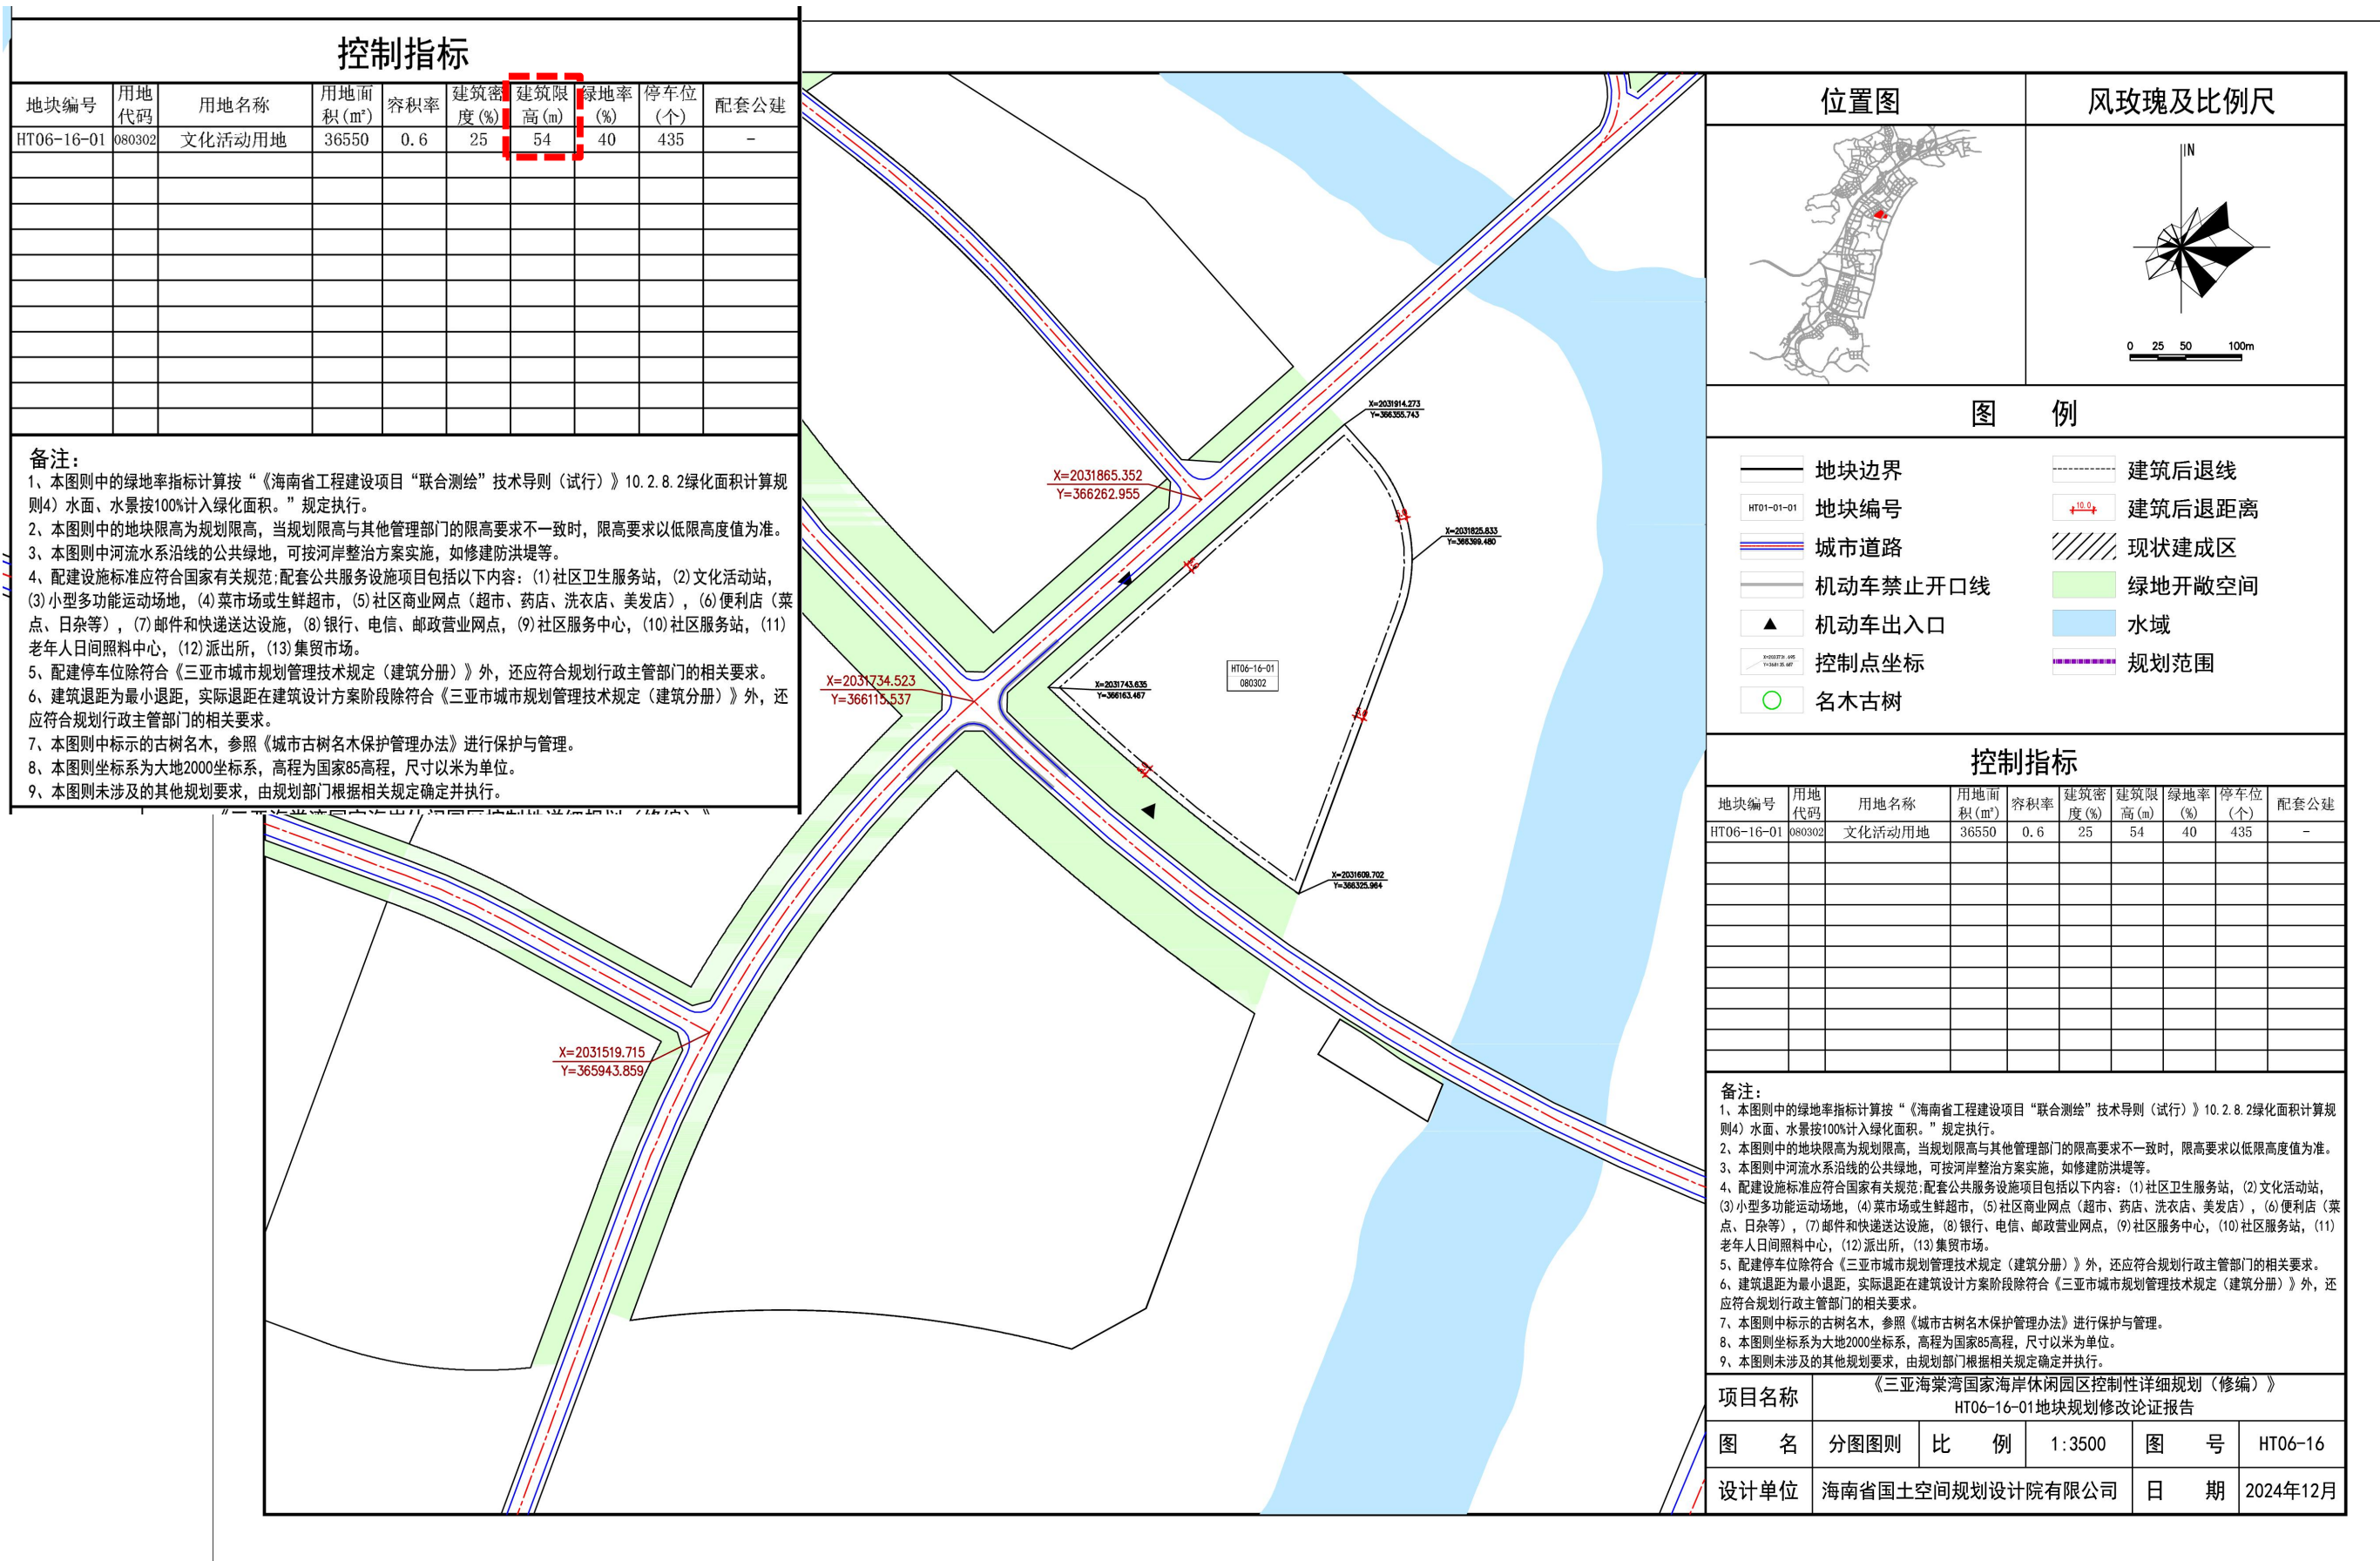 控制指标
地块编号 用地代码 用地名称 用地面积(㎡) 容积率 建筑密度(%) 建筑限高(m) 绿地率(%) 停车位(个) 配套公建
HT06-16-01 080302 文化活动用地 36550 0.6 25 54 40 435 -
备注：
1、本图则中的绿地率指标计算按“《海南省工程建设项目“联合测绘”技术导则（试行）》10.2.8.2绿化面积计算规
则4）水面、水景按100%计入绿化面积。”规定执行。
2、本图则中的地块限高为规划限高，当规划限高与其他管理部门的限高要求不一致时，限高要求以低限高度值为准。
3、本图则中河流水系沿线的公共绿地，可按河岸整治方案实施，如修建防洪堤等。
4、配建设施标准应符合国家有关规范;配套公共服务设施项目包括以下内容：(1)社区卫生服务站，(2)文化活动站，
(3)小型多功能运动场地，(4)菜市场或生鲜超市，(5)社区商业网点（超市、药店、洗衣店、美发店），(6)便利店（菜
点、日杂等），(7)邮件和快递送达设施，(8)银行、电信、邮政营业网点，(9)社区服务中心，(10)社区服务站，(11)
老年人日间照料中心，(12)派出所，(13)集贸市场。
5、配建停车位除符合《三亚市城市规划管理技术规定（建筑分册）》外，还应符合规划行政主管部门的相关要求。
6、建筑退距为最小退距，实际退距在建筑设计方案阶段除符合《三亚市城市规划管理技术规定（建筑分册）》外，还
应符合规划行政主管部门的相关要求。
7、本图则中标示的古树名木，参照《城市古树名木保护管理办法》进行保护与管理。
8、本图则坐标系为大地2000坐标系，高程为国家85高程，尺寸以米为单位。
9、本图则未涉及的其他规划要求，由规划部门根据相关规定确定并执行。
X=2031914.273
Y=366355.743
X=2031865.352
Y=366262.955
X=2031825.833
Y=366399.480
HT06-16-01
080302
X=2031734.523
Y=366115.537
X=2031743.635
Y=366163.467
X=2031609.702
Y=366325.964
X=2031519.715
Y=365943.859
位置图
风玫瑰及比例尺
N
0 25 50 100m
图 例
地块边界
建筑后退线
HT01-01-01 地块编号
10.0 建筑后退距离
城市道路
现状建成区
机动车禁止开口线
绿地开敞空间
机动车出入口
水域
控制点坐标
规划范围
名木古树
控制指标
地块编号 用地代码 用地名称 用地面积(㎡) 容积率 建筑密度(%) 建筑限高(m) 绿地率(%) 停车位(个) 配套公建
HT06-16-01 080302 文化活动用地 36550 0.6 25 54 40 435 -
备注：
1、本图则中的绿地率指标计算按“《海南省工程建设项目“联合测绘”技术导则（试行）》10.2.8.2绿化面积计算规
则4）水面、水景按100%计入绿化面积。”规定执行。
2、本图则中的地块限高为规划限高，当规划限高与其他管理部门的限高要求不一致时，限高要求以低限高度值为准。
3、本图则中河流水系沿线的公共绿地，可按河岸整治方案实施，如修建防洪堤等。
4、配建设施标准应符合国家有关规范;配套公共服务设施项目包括以下内容：(1)社区卫生服务站，(2)文化活动站，
(3)小型多功能运动场地，(4)菜市场或生鲜超市，(5)社区商业网点（超市、药店、洗衣店、美发店），(6)便利店（菜
点、日杂等），(7)邮件和快递送达设施，(8)银行、电信、邮政营业网点，(9)社区服务中心，(10)社区服务站，(11)
老年人日间照料中心，(12)派出所，(13)集贸市场。
5、配建停车位除符合《三亚市城市规划管理技术规定（建筑分册）》外，还应符合规划行政主管部门的相关要求。
6、建筑退距为最小退距，实际退距在建筑设计方案阶段除符合《三亚市城市规划管理技术规定（建筑分册）》外，还
应符合规划行政主管部门的相关要求。
7、本图则中标示的古树名木，参照《城市古树名木保护管理办法》进行保护与管理。
8、本图则坐标系为大地2000坐标系，高程为国家85高程，尺寸以米为单位。
9、本图则未涉及的其他规划要求，由规划部门根据相关规定确定并执行。
项目名称 《三亚海棠湾国家海岸休闲园区控制性详细规划（修编）》
HT06-16-01地块规划修改论证报告
图 名 分图图则 比 例 1:3500 图 号 HT06-16
设计单位 海南省国土空间规划设计院有限公司 日 期 2024年12月